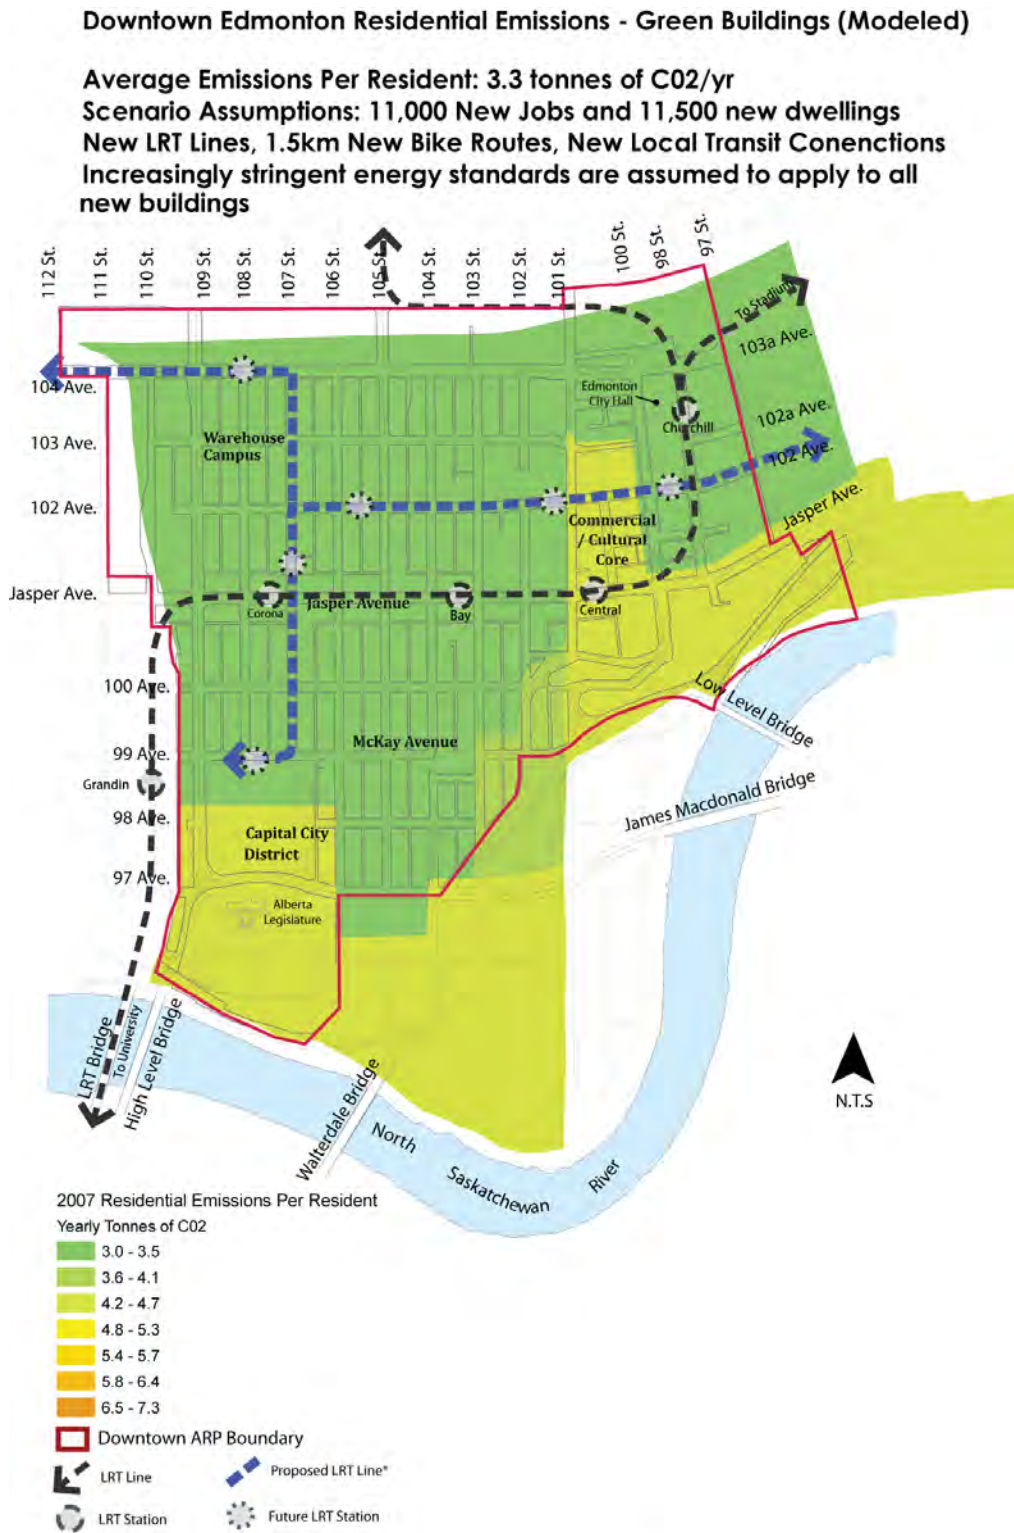 Downtown Edmonton Residential Emissions - Green Buildings (Modeled)
Average Emissions Per Resident: 3.3 tonnes of C02/yr
Scenario Assumptions: 11,000 New Jobs and 11,500 new dwellings
New LRT Lines, 1.5km New Bike Routes, New Local Transit Conenctions
Increasingly stringent energy standards are assumed to apply to all
new buildings
112 St.
111 St.
110 St.
109 St.
108 St.
107 St.
106 St.
105 St.
104 St.
103 St.
102 St.
101 St.
100 St.
98 St.
97 St.
To Stadium
103a Ave.
104 Ave.
Edmonton
City Hall
102a Ave.
Churchill
103 Ave.
Warehouse
Campus
102 Ave.
Jasper Ave.
102 Ave.
Commercial
/ Cultural
Core
Jasper Ave.
Corona
Jasper Avenue
Bay
Central
100 Ave.
Low Level Bridge
99 Ave.
McKay Avenue
Grandin
James Macdonald Bridge
98 Ave.
Capital City
District
97 Ave.
Alberta
Legislature
LRT Bridge
To University
High Level Bridge
Walterdale Bridge
North
Saskatchewan
River
N.T.S
2007 Residential Emissions Per Resident
Yearly Tonnes of C02
3.0 - 3.5
3.6 - 4.1
4.2 - 4.7
4.8 - 5.3
5.4 - 5.7
5.8 - 6.4
6.5 - 7.3
Downtown ARP Boundary
LRT Line
Proposed LRT Line*
LRT Station
Future LRT Station